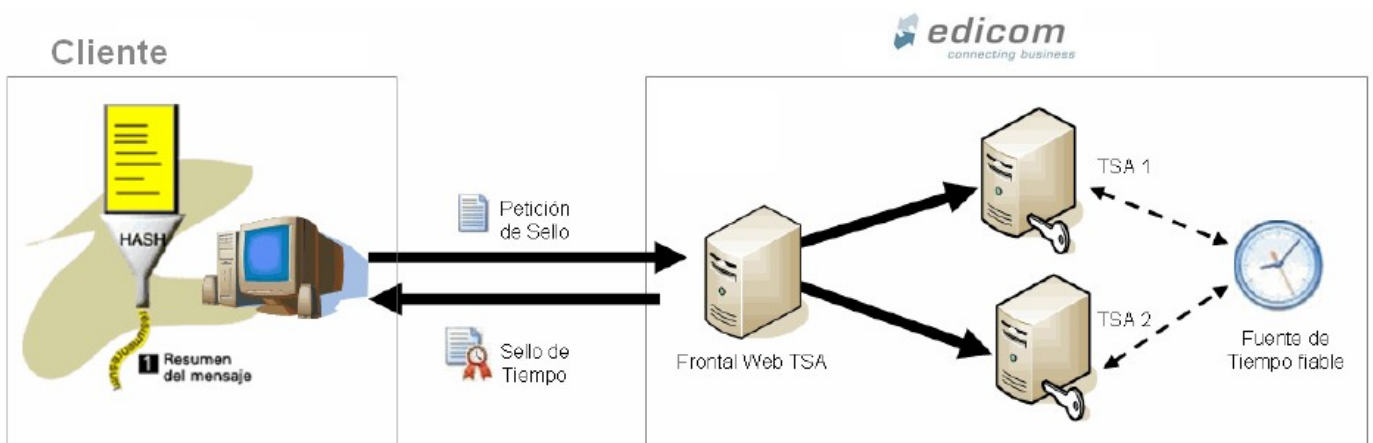 edicom
connecting business
Cliente
HASH
1 Resumen
del mensaje
Petición
de Sello
Sello de
Tiempo
Frontal Web TSA
TSA 1
TSA 2
Fuente de
Tiempo fiable